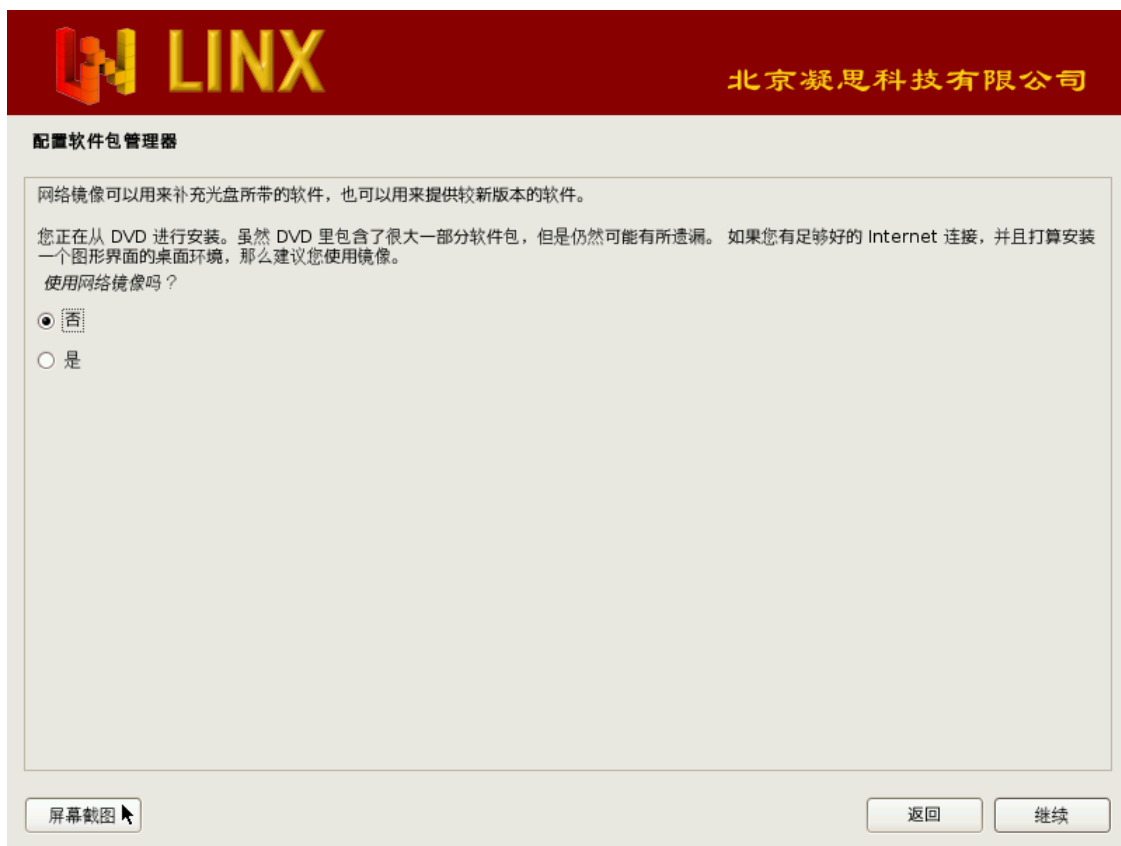 LINX
北京凝思科技有限公司
配置软件包管理器
网络镜像可以用来补充光盘所带的软件，也可以用来提供较新版本的软件。
您正在从 DVD 进行安装。虽然 DVD 里包含了很大一部分软件包，但是仍然可能有所遗漏。 如果您有足够好的 Internet 连接，并且打算安装
一个图形界面的桌面环境，那么建议您使用镜像。
使用网络镜像吗？
否
是
屏幕截图
返回
继续